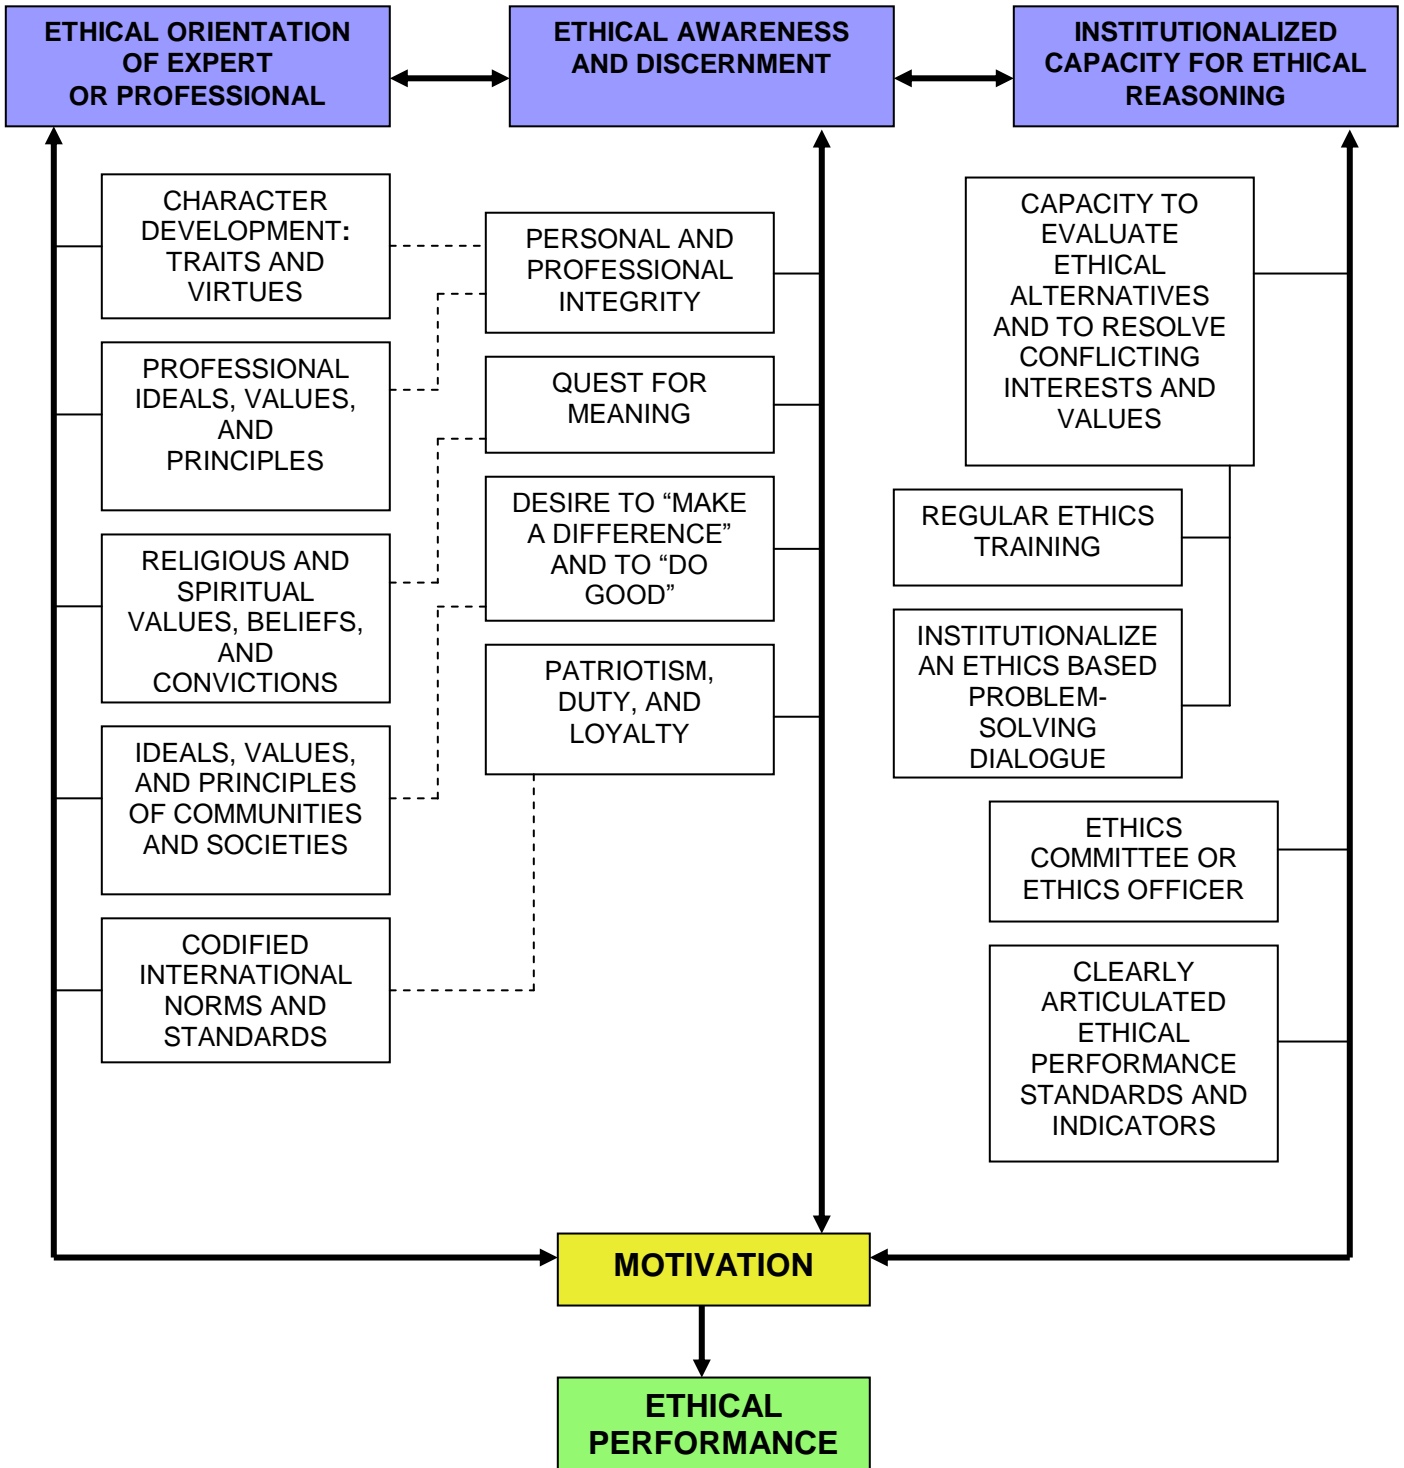 ETHICAL ORIENTATION
OF EXPERT
OR PROFESSIONAL
ETHICAL AWARENESS
AND DISCERNMENT
INSTITUTIONALIZED
CAPACITY FOR ETHICAL
REASONING
CHARACTER
DEVELOPMENT:
TRAITS AND
VIRTUES
PROFESSIONAL
IDEALS, VALUES,
AND
PRINCIPLES
RELIGIOUS AND
SPIRITUAL
VALUES, BELIEFS,
AND
CONVICTIONS
IDEALS, VALUES,
AND PRINCIPLES
OF COMMUNITIES
AND SOCIETIES
CODIFIED
INTERNATIONAL
NORMS AND
STANDARDS
PERSONAL AND
PROFESSIONAL
INTEGRITY
QUEST FOR
MEANING
DESIRE TO “MAKE
A DIFFERENCE”
AND TO “DO
GOOD”
PATRIOTISM,
DUTY, AND
LOYALTY
CAPACITY TO
EVALUATE
ETHICAL
ALTERNATIVES
AND TO RESOLVE
CONFLICTING
INTERESTS AND
VALUES
REGULAR ETHICS
TRAINING
INSTITUTIONALIZE
AN ETHICS BASED
PROBLEM-
SOLVING
DIALOGUE
ETHICS
COMMITTEE OR
ETHICS OFFICER
CLEARLY
ARTICULATED
ETHICAL
PERFORMANCE
STANDARDS AND
INDICATORS
MOTIVATION
ETHICAL
PERFORMANCE